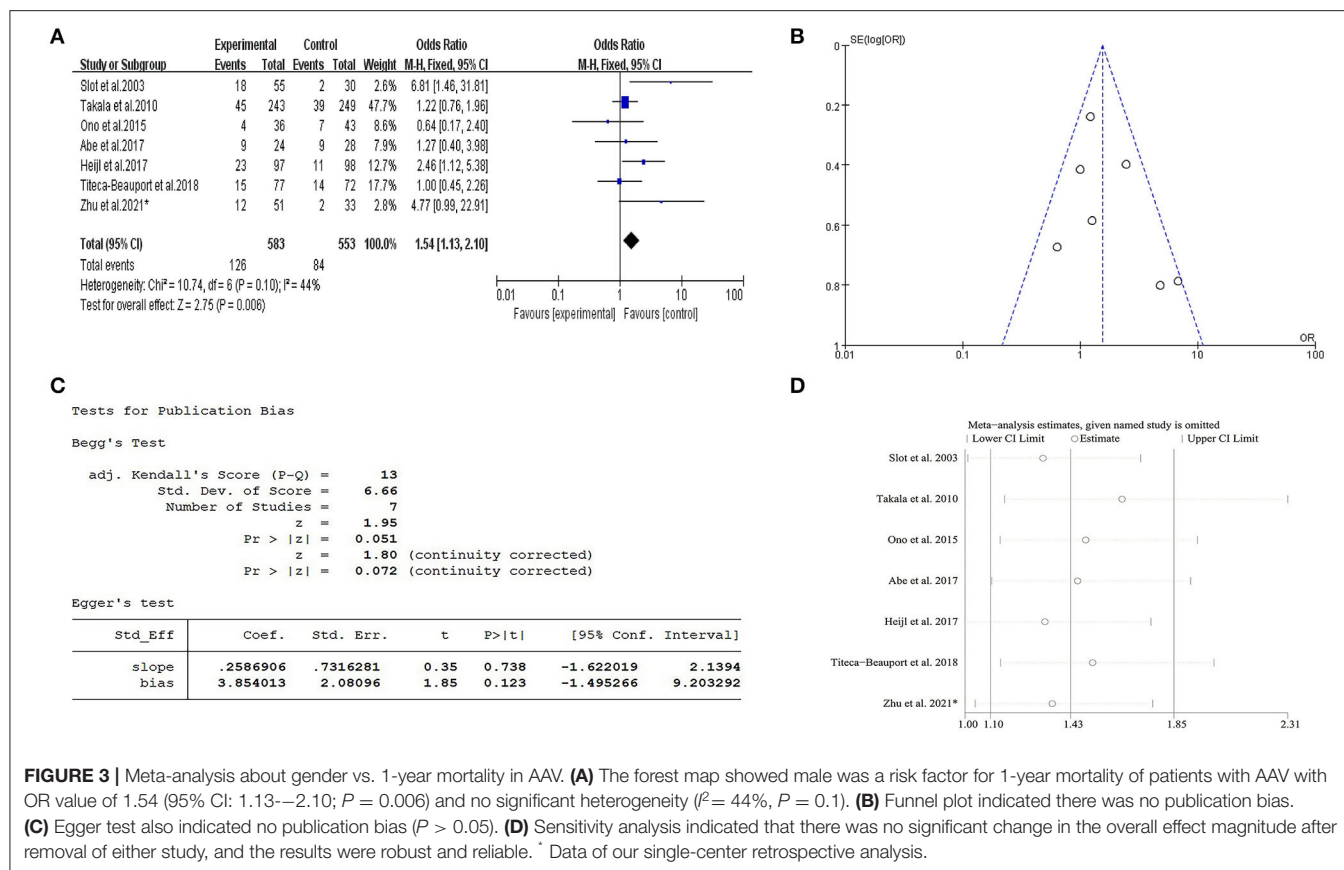 A
Experimental Control Odds Ratio Odds Ratio
Study or Subgroup Events Total Events Total Weight M-H, Fixed, 95% CI M-H, Fixed, 95% CI
Slot et al.2003 18 55 2 30 2.6% 6.81 [1.46, 31.81]
Takala et al.2010 45 243 39 249 47.7% 1.22 [0.76, 1.96]
Ono et al.2015 4 36 7 43 8.6% 0.64 [0.17, 2.40]
Abe et al.2017 9 24 9 28 7.9% 1.27 [0.40, 3.98]
Heijl et al.2017 23 97 11 98 12.7% 2.46 [1.12, 5.38]
Titeca-Beauport et al.2018 15 77 14 72 17.7% 1.00 [0.45, 2.26]
Zhu et al.2021* 12 51 2 33 2.8% 4.77 [0.99, 22.91]
Total (95% CI) 583 553 100.0% 1.54 [1.13, 2.10]
Total events 126 84
Heterogeneity: Chi² = 10.74, df = 6 (P = 0.10); I² = 44%
Test for overall effect: Z = 2.75 (P = 0.006)
0.01 0.1 1 10 100
Favours [experimental] Favours [control]
B
SE(log[OR])
0
0.2
0.4
0.6
0.8
1
OR
0.01 0.1 1 10 100
C
Tests for Publication Bias
Begg's Test
adj. Kendall's Score (P-Q) = 13
Std. Dev. of Score = 6.66
Number of Studies = 7
z = 1.95
Pr > |z| = 0.051
z = 1.80 (continuity corrected)
Pr > |z| = 0.072 (continuity corrected)
Egger's test
Std_Eff Coef. Std. Err. t P>|t| [95% Conf. Interval]
slope .2586906 .7316281 0.35 0.738 -1.622019 2.1394
bias 3.854013 2.08096 1.85 0.123 -1.495266 9.203292
D
Meta-analysis estimates, given named study is omitted
Lower CI Limit Estimate Upper CI Limit
Slot et al. 2003
Takala et al. 2010
Ono et al. 2015
Abe et al. 2017
Heijl et al. 2017
Titeca-Beauport et al. 2018
Zhu et al. 2021*
1.00 1.10 1.43 1.85 2.31
FIGURE 3 | Meta-analysis about gender vs. 1-year mortality in AAV. (A) The forest map showed male was a risk factor for 1-year mortality of patients with AAV with
OR value of 1.54 (95% CI: 1.13-–2.10; P = 0.006) and no significant heterogeneity (I²= 44%, P = 0.1). (B) Funnel plot indicated there was no publication bias.
(C) Egger test also indicated no publication bias (P > 0.05). (D) Sensitivity analysis indicated that there was no significant change in the overall effect magnitude after
removal of either study, and the results were robust and reliable. * Data of our single-center retrospective analysis.